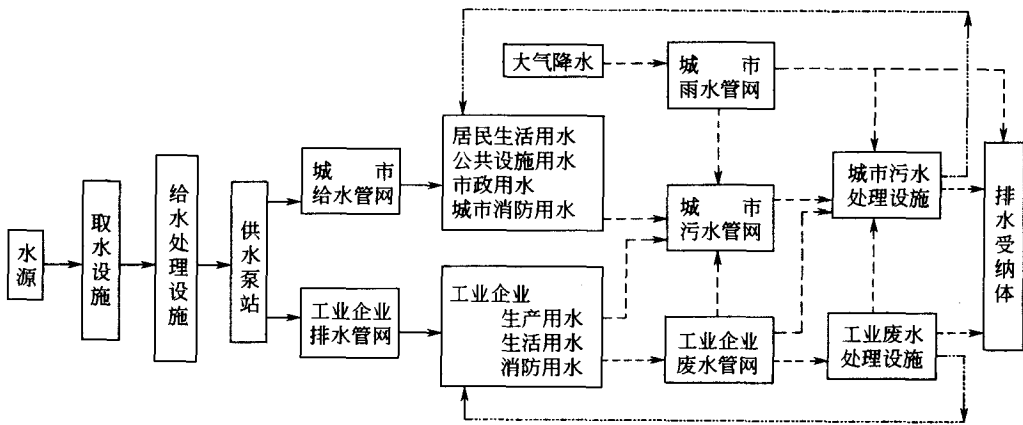 水源
取水设施
给水处理设施
供水泵站
城 市
给水管网
工业企业
排水管网
居民生活用水
公共设施用水
市政用水
城市消防用水
工业企业
生产用水
生活用水
消防用水
大气降水
城 市
雨水管网
城 市
污水管网
工业企业
废水管网
城市污水
处理设施
工业废水
处理设施
排水受纳体